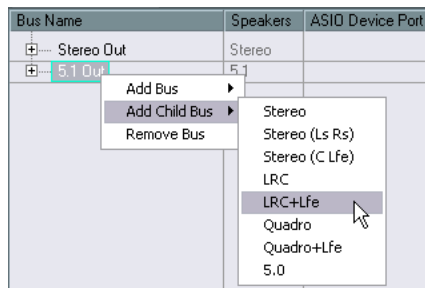 Bus Name Speakers ASIO Device Port
Stereo Out Stereo
5.1 Out 5.1
Add Bus
Add Child Bus
Remove Bus
Stereo
Stereo (Ls Rs)
Stereo (C Lfe)
LRC
LRC+Lfe
Quadro
Quadro+Lfe
5.0